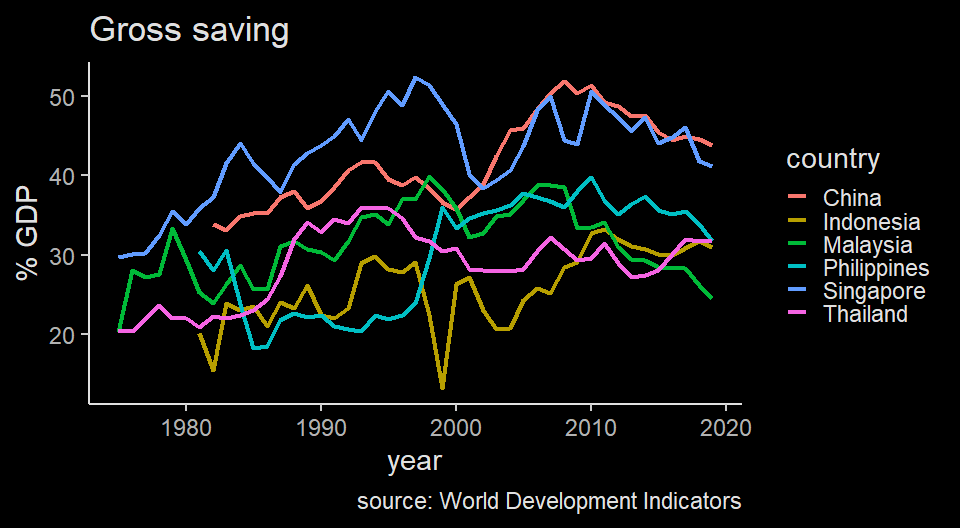 Gross saving
% GDP
50
40
30
20
1980 1990 2000 2010 2020
year
source: World Development Indicators
country
China
Indonesia
Malaysia
Philippines
Singapore
Thailand